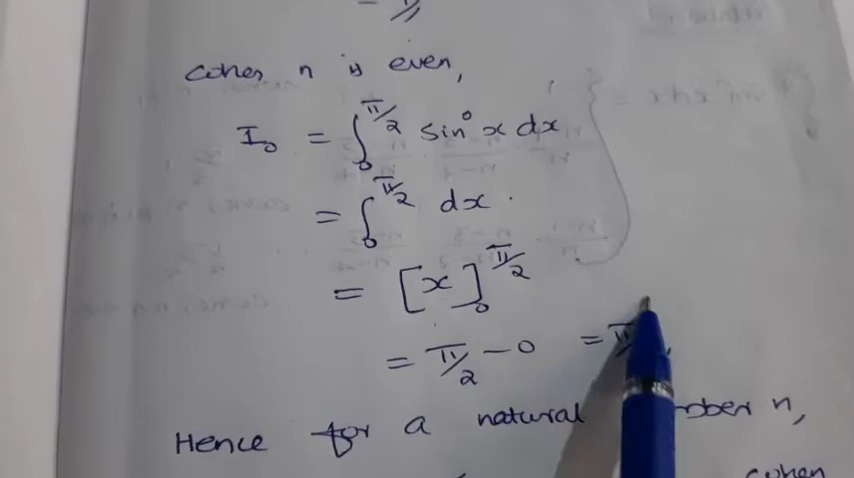 when n is even,
I₀ = ∫₀^π/2 sin⁰ x dx
= ∫₀^π/2 dx.
= [x]₀^π/2
= π/2 - 0 =
Hence for a natural n,
when